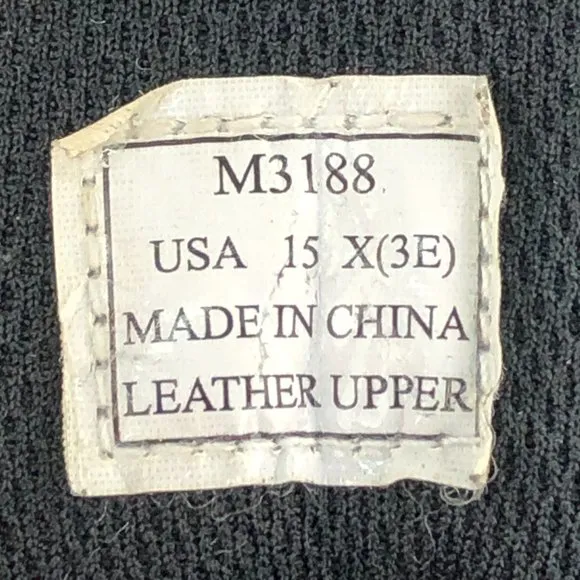 M3188
USA 15 X(3E)
MADE IN CHINA
LEATHER UPPER